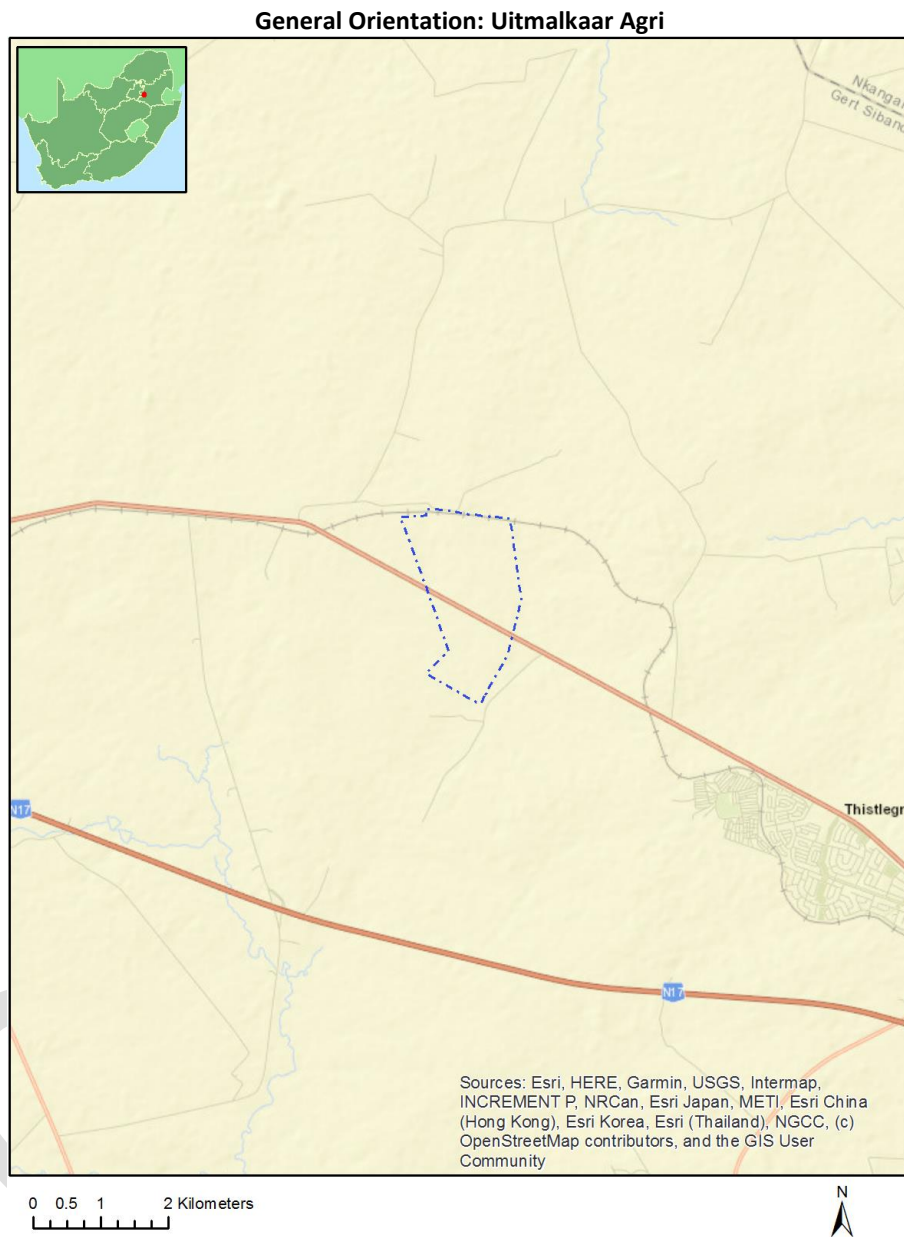 General Orientation: Uitmalkaar Agri
Nkangal
Gert Siband
N17
Thistlegr
N17
Sources: Esri, HERE, Garmin, USGS, Intermap,
INCREMENT P, NRCan, Esri Japan, METI, Esri China
(Hong Kong), Esri Korea, Esri (Thailand), NGCC, (c)
OpenStreetMap contributors, and the GIS User
Community
0 0.5 1 2 Kilometers
N